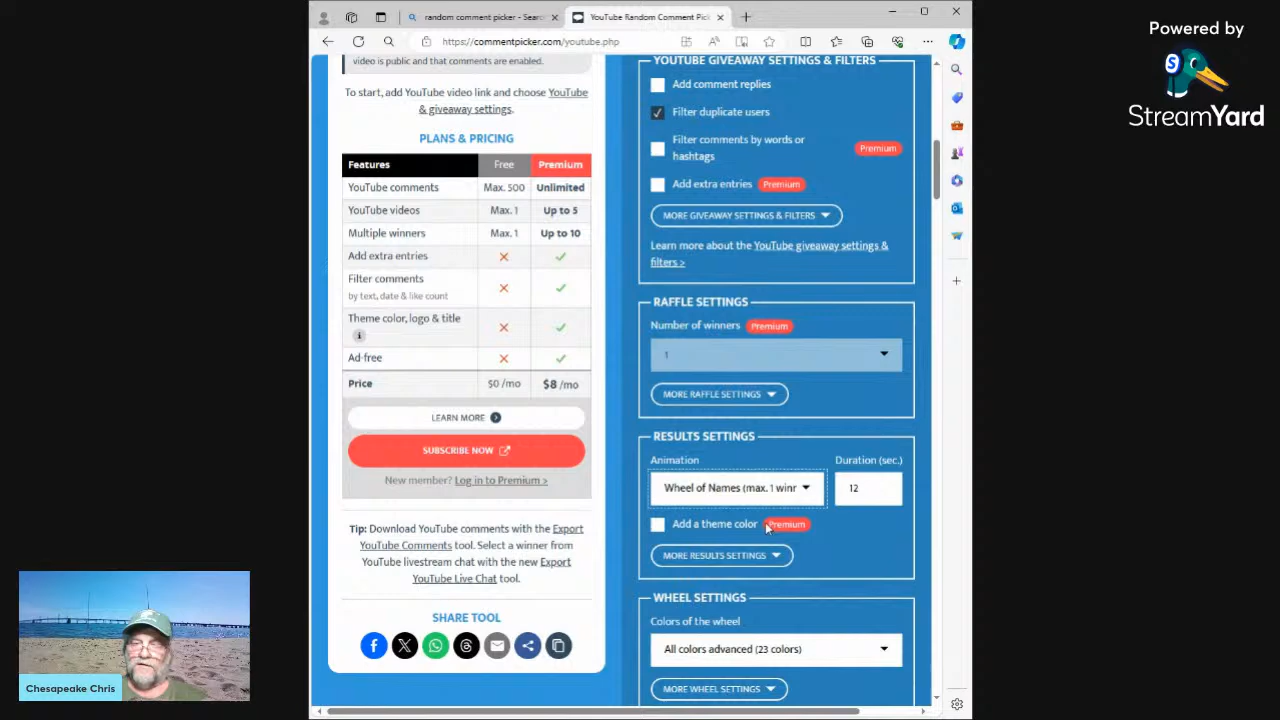 random comment picker - Searc
YouTube Random Comment Pick
https://commentpicker.com/youtube.php
Powered by
StreamYard
video is public and that comments are enabled.
To start, add YouTube video link and choose YouTube
& giveaway settings.
PLANS & PRICING
Features Free Premium
YouTube comments Max. 500 Unlimited
YouTube videos Max. 1 Up to 5
Multiple winners Max. 1 Up to 10
Add extra entries
Filter comments
by text, date & like count
Theme color, logo & title
Ad-free
Price $0 /mo $8 /mo
LEARN MORE
SUBSCRIBE NOW
New member? Log in to Premium >
Tip: Download YouTube comments with the Export
YouTube Comments tool. Select a winner from
YouTube livestream chat with the new Export
YouTube Live Chat tool.
SHARE TOOL
YOUTUBE GIVEAWAY SETTINGS & FILTERS
Add comment replies
Filter duplicate users
Filter comments by words or
hashtags Premium
Add extra entries Premium
MORE GIVEAWAY SETTINGS & FILTERS
Learn more about the YouTube giveaway settings &
filters >
RAFFLE SETTINGS
Number of winners Premium
1
MORE RAFFLE SETTINGS
RESULTS SETTINGS
Animation Duration (sec.)
Wheel of Names (max. 1 winr 12
Add a theme color Premium
MORE RESULTS SETTINGS
WHEEL SETTINGS
Colors of the wheel
All colors advanced (23 colors)
MORE WHEEL SETTINGS
Chesapeake Chris